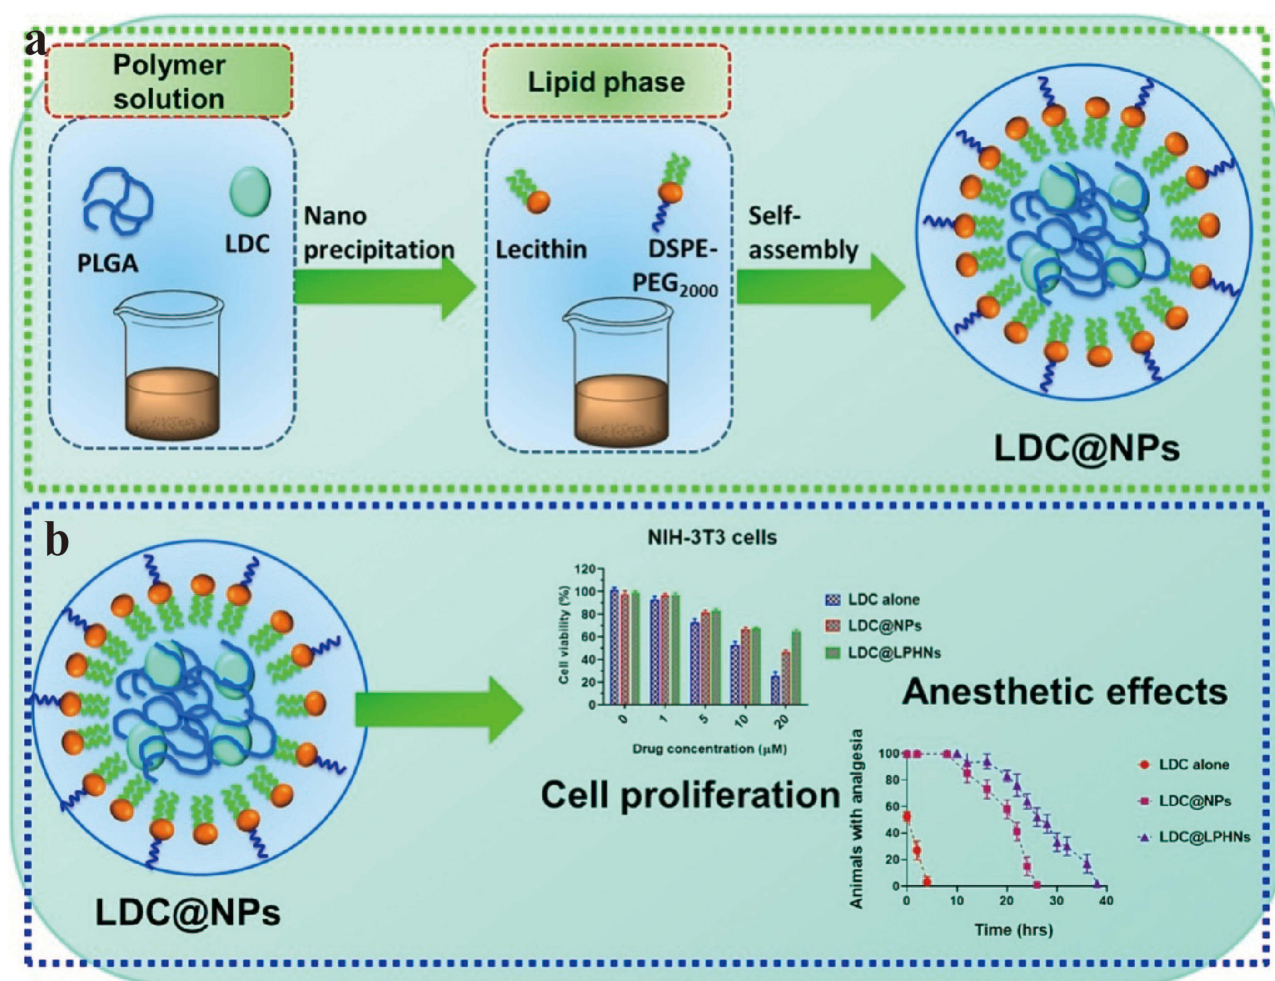 a
Polymer
solution
Lipid phase
PLGA
LDC
Nano
precipitation
Lecithin
DSPE-
PEG2000
Self-
assembly
LDC@NPs
b
LDC@NPs
NIH-3T3 cells
Cell viability (%)
120
100
80
60
40
20
0
0
1
5
10
20
Drug concentration (μM)
LDC alone
LDC@NPs
LDC@LPHNs
Cell proliferation
Anesthetic effects
Animals with analgesia
100
80
60
40
20
0
0
10
20
30
40
Time (hrs)
LDC alone
LDC@NPs
LDC@LPHNs